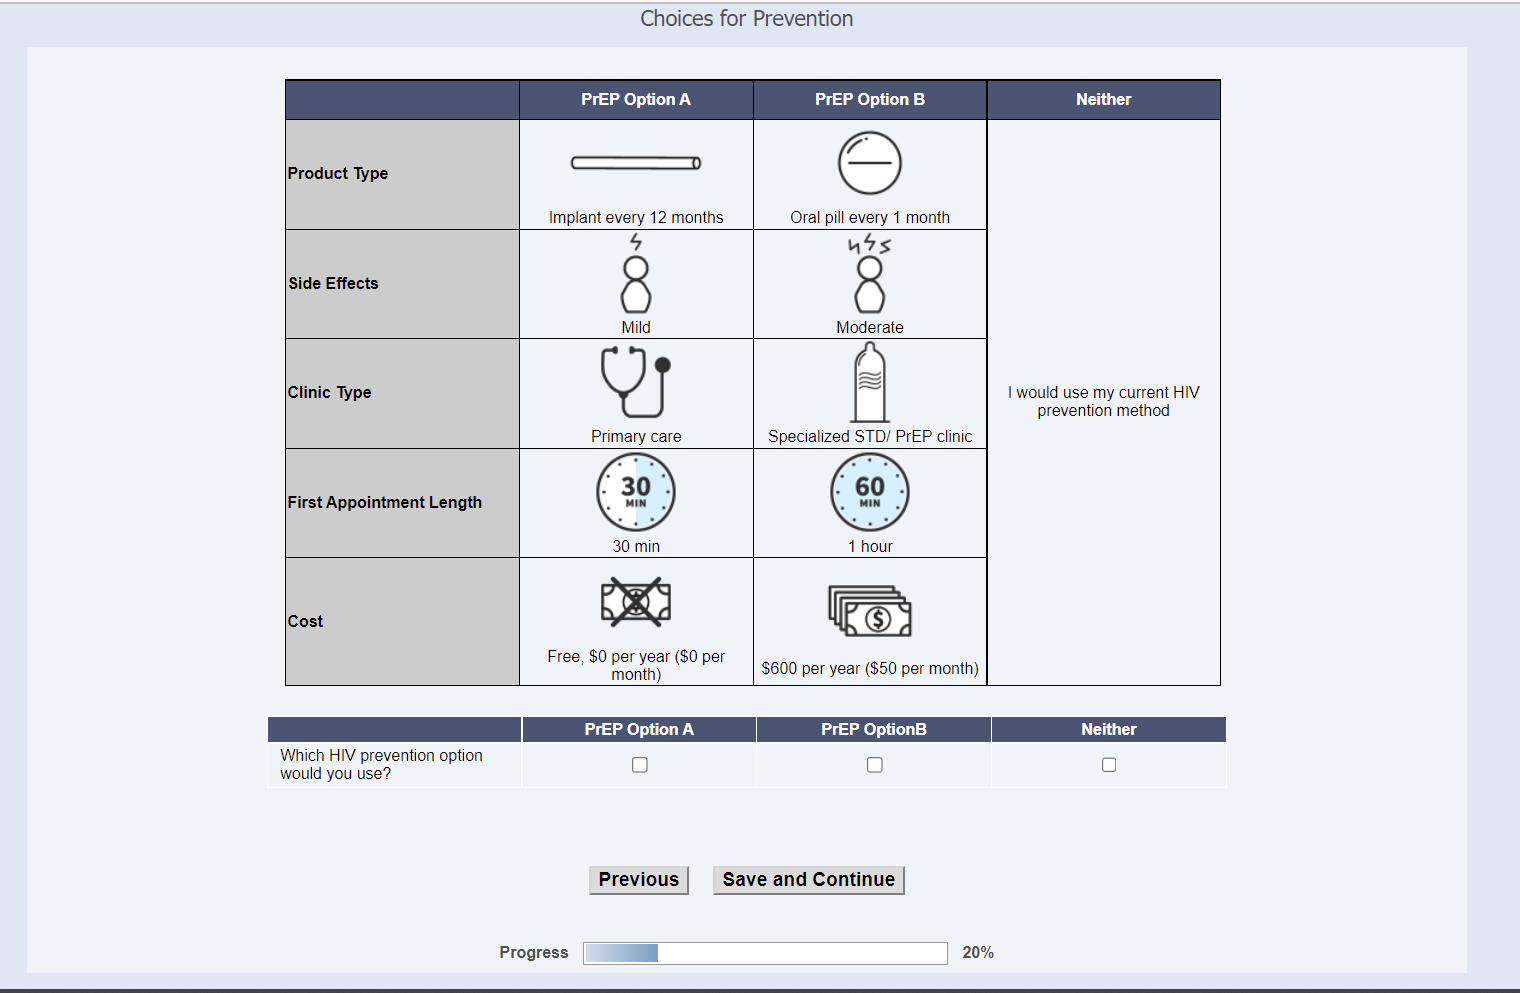 Choices for Prevention
PrEP Option A PrEP Option B Neither
Product Type
Implant every 12 months Oral pill every 1 month
Side Effects
Mild Moderate
Clinic Type
I would use my current HIV
prevention method
Primary care Specialized STD/ PrEP clinic
First Appointment Length
30 MIN 60 MIN
30 min 1 hour
Cost
$
Free, $0 per year ($0 per
month)
$600 per year ($50 per month)
PrEP Option A PrEP OptionB Neither
Which HIV prevention option
would you use?
Previous Save and Continue
Progress 20%